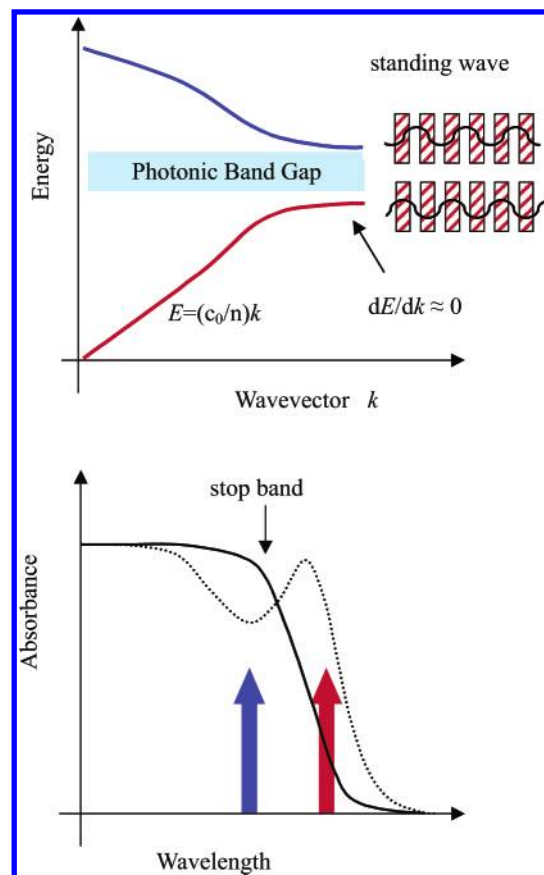 standing wave
Energy
Photonic Band Gap
E=(c₀/n)k
dE/dk ≈ 0
Wavevector k
stop band
Absorbance
Wavelength